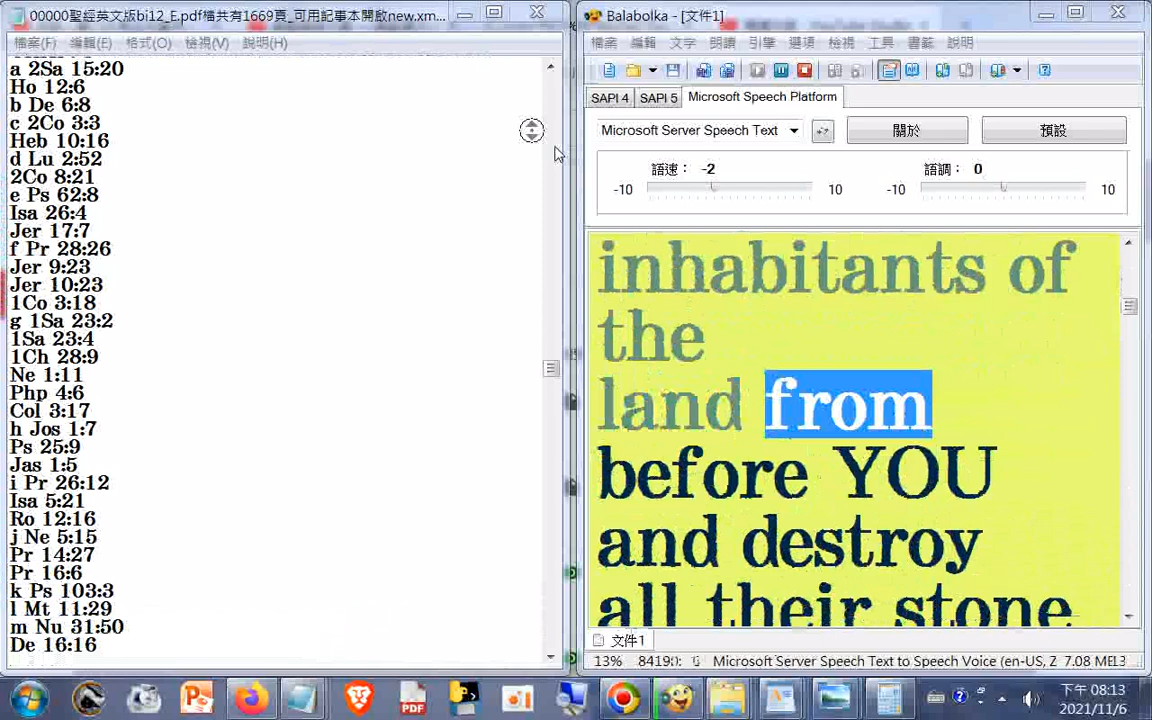 00000聖經英文版bi12_E.pdf檔共有1669頁_可用記事本開啟new.xm...
檔案(F) 編輯(E) 格式(O) 檢視(V) 說明(H)
a 2Sa 15:20
Ho 12:6
b De 6:8
c 2Co 3:3
Heb 10:16
d Lu 2:52
2Co 8:21
e Ps 62:8
Isa 26:4
Jer 17:7
f Pr 28:26
Jer 9:23
Jer 10:23
1Co 3:18
g 1Sa 23:2
1Sa 23:4
1Ch 28:9
Ne 1:11
Php 4:6
Col 3:17
h Jos 1:7
Ps 25:9
Jas 1:5
i Pr 26:12
Isa 5:21
Ro 12:16
j Ne 5:15
Pr 14:27
Pr 16:6
k Ps 103:3
l Mt 11:29
m Nu 31:50
De 16:16
Balabolka - [文件1]
檔案 編輯 文字 朗讀 引擎 選項 檢視 工具 書籤 說明
SAPI 4 SAPI 5 Microsoft Speech Platform
Microsoft Server Speech Text 關於 預設
語速： -2 語調： 0
-10 10 -10 10
inhabitants of
the
land from
before YOU
and destroy
all their stone
文件1
13% Microsoft Server Speech Text to Speech Voice (en-US, Z 7.08
PDF
下午 08:13
2021/11/6